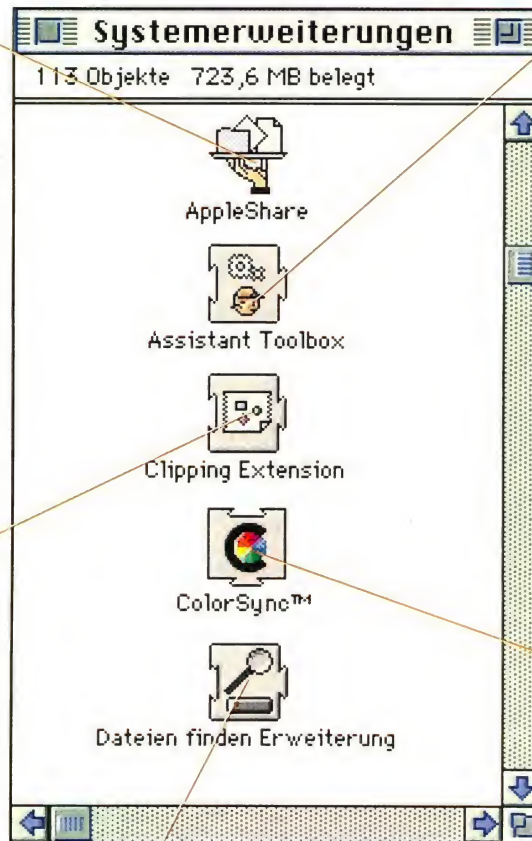 Systemerweiterungen
113 Objekte 723,6 MB belegt
AppleShare
Assistant Toolbox
Clipping Extension
ColorSync™
Dateien finden Erweiterung